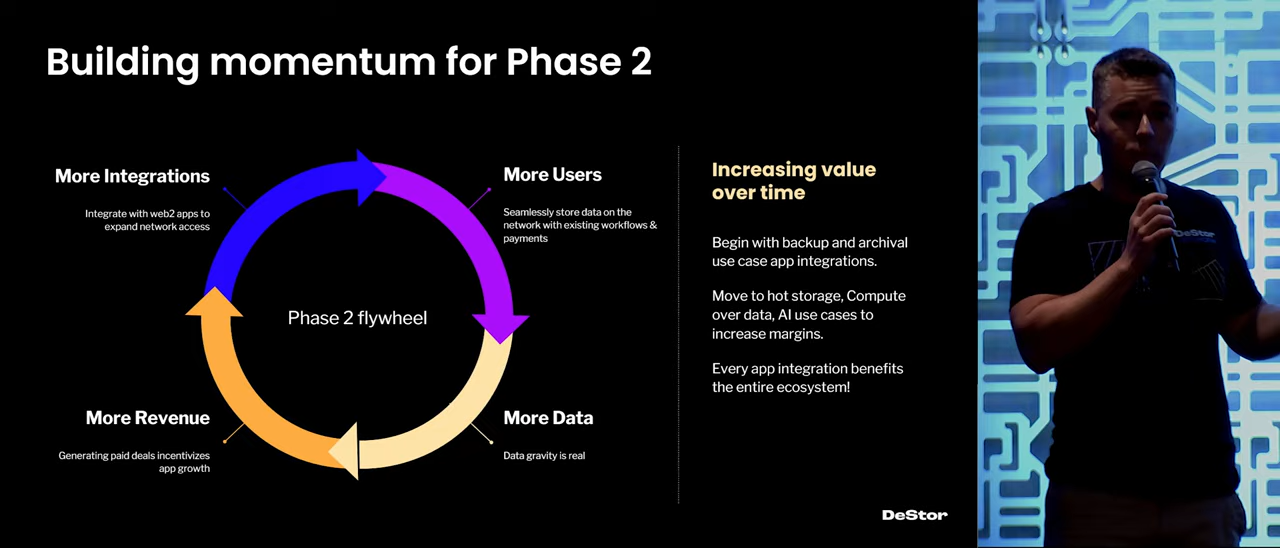 Building momentum for Phase 2
More Integrations
Integrate with web2 apps to
expand network access
More Users
Seamlessly store data on the
network with existing workflows &
payments
Phase 2 flywheel
More Revenue
Generating paid deals incentivizes
app growth
More Data
Data gravity is real
Increasing value
over time
Begin with backup and archival
use case app integrations.
Move to hot storage, Compute
over data, AI use cases to
increase margins.
Every app integration benefits
the entire ecosystem!
DeStor
DeStor